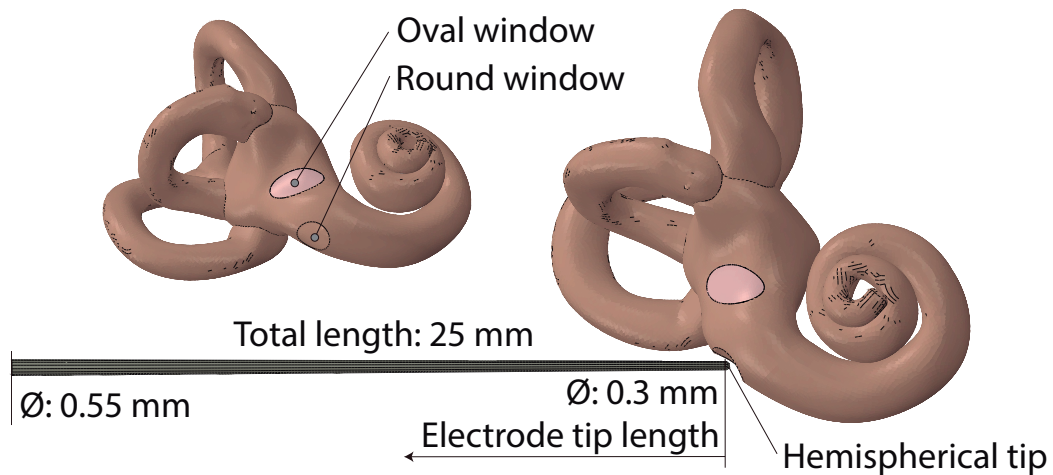 Oval window
Round window
Total length: 25 mm
Ø: 0.55 mm
Ø: 0.3 mm
Electrode tip length
Hemispherical tip